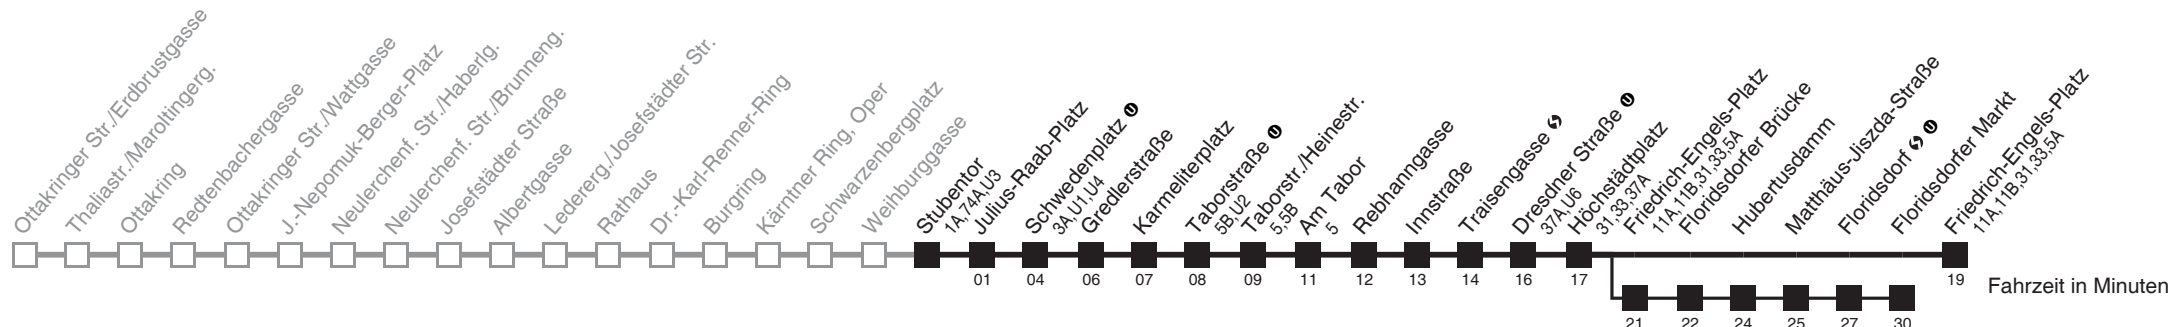 Ottakringer Str./Erdbrustgasse
Thaliastr./Maroltingerg.
Ottakring
Redtenbachergasse
Ottakringer Str./Wattgasse
J.-Nepomuk-Berger-Platz
Neulerchenf. Str./Haberlg.
Neulerchenf. Str./Brunneng.
Josefstädter Straße
Albertgasse
Ledererg./Josefstädter Str.
Rathaus
Dr.-Karl-Renner-Ring
Burgring
Kärntner Ring, Oper
Schwarzenbergplatz
Weihburggasse
Stubentor
1A,74A,U3
Julius-Raab-Platz
Schwedenplatz U
3A,U1,U4
Gredlerstraße
Karmeliterplatz
Taborstraße U
5B,U2
Taborstr./Heinestr.
5,5B
Am Tabor
5
Rebhanngasse
Innstraße
Traisengasse S
Dresdner Straße U
37A,U6
Höchstädtplatz
31,33,37A
Friedrich-Engels-Platz
11A,11B,31,33,5A
Floridsdorfer Brücke
Hubertusdamm
Matthäus-Jiszda-Straße
Floridsdorf S U
Floridsdorfer Markt
Friedrich-Engels-Platz
11A,11B,31,33,5A
01 04 06 07 08 09 11 12 13 14 16 17 19
Fahrzeit in Minuten
21 22 24 25 27 30